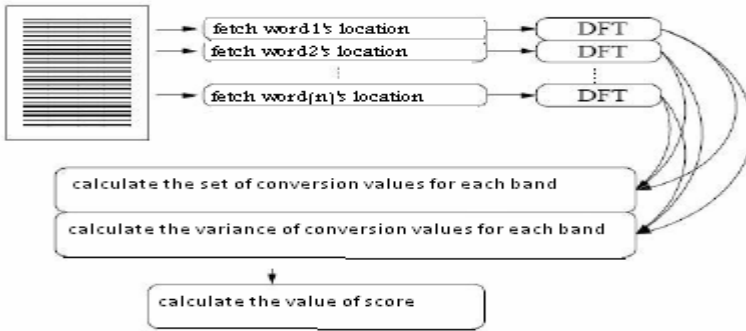 fetch word1's location DFT
fetch word2's location DFT
fetch word(n)'s location DFT
calculate the set of conversion values for each band
calculate the variance of conversion values for each band
calculate the value of score